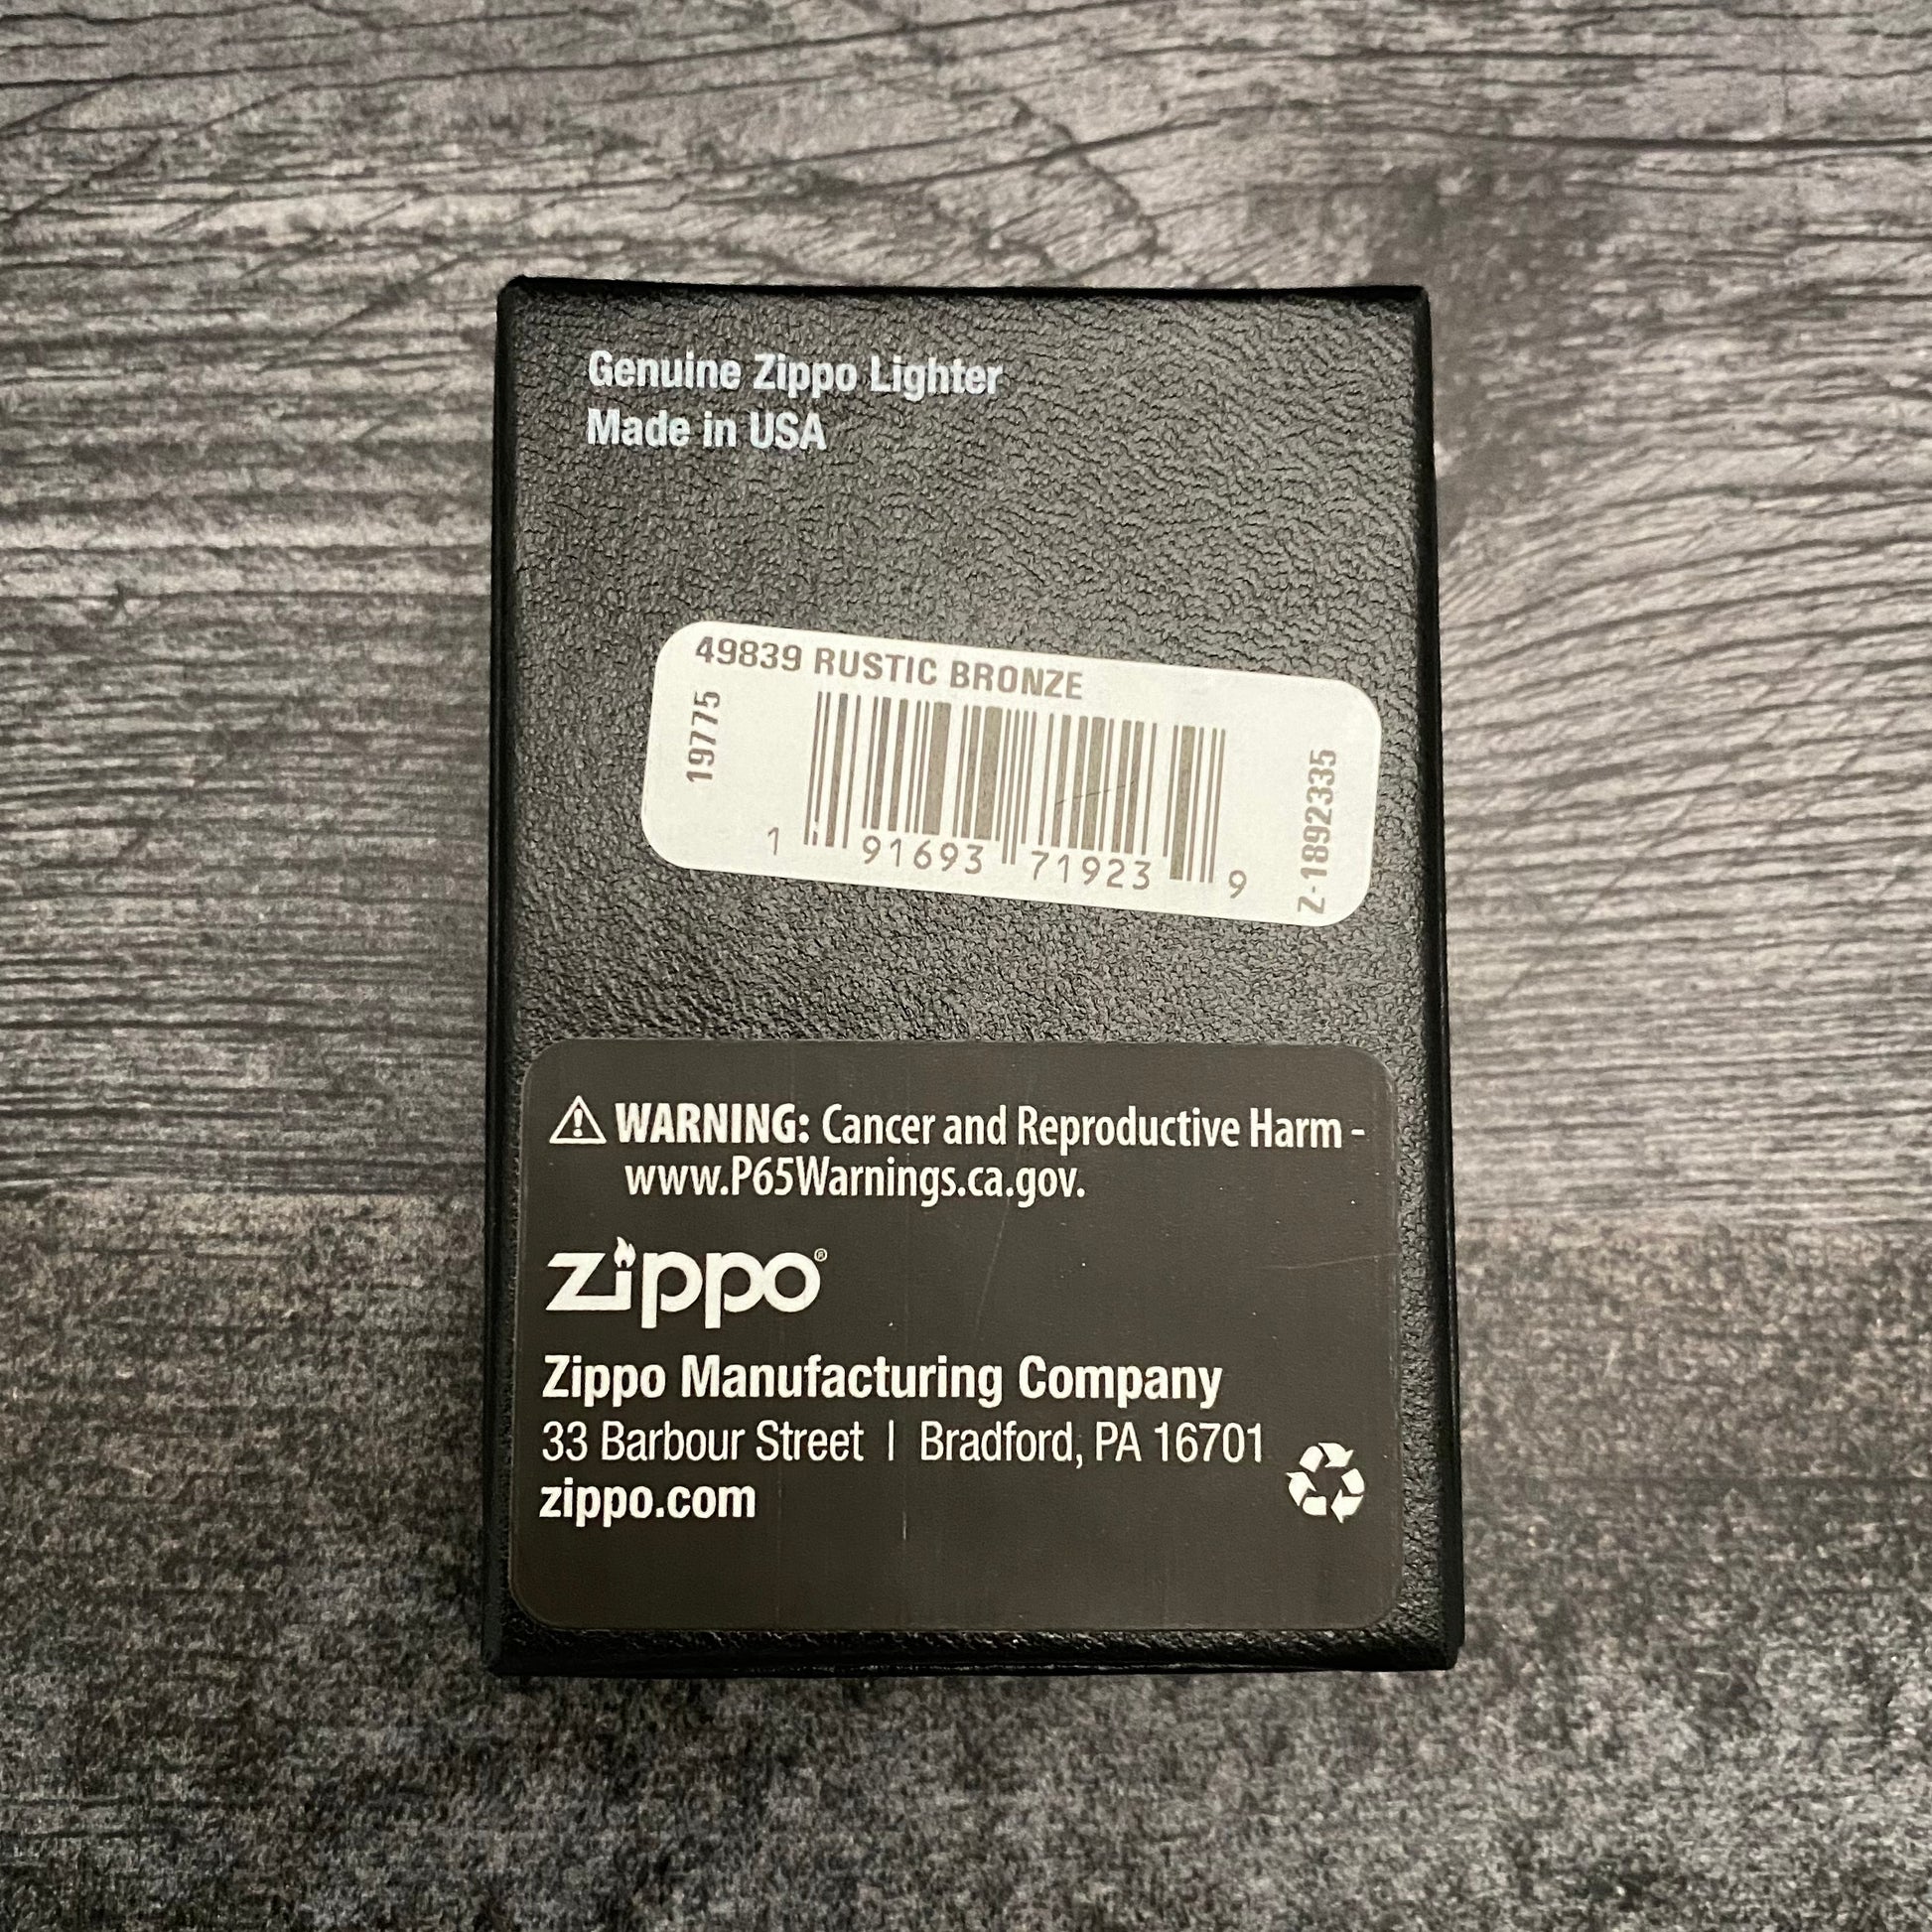 Genuine Zippo Lighter
Made in USA
49839 RUSTIC BRONZE
19775
1 91693 71923 9
Z-1892335
WARNING: Cancer and Reproductive Harm -
www.P65Warnings.ca.gov.
zippo®
Zippo Manufacturing Company
33 Barbour Street | Bradford, PA 16701
zippo.com